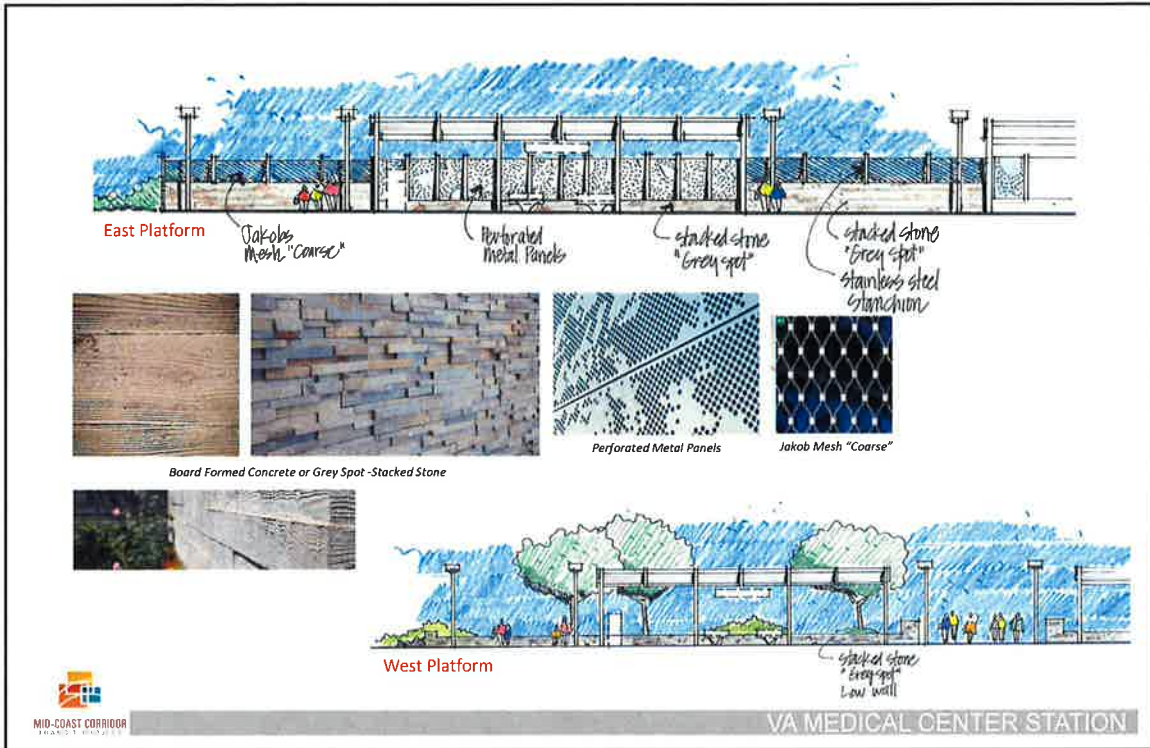 East Platform
Jakobs
Mesh "Coarse"
Perforated
Metal Panels
stacked stone
"Grey spot"
stacked stone
"Grey spot"
Stainless steel
Stanchion
Perforated Metal Panels
Jakob Mesh "Coarse"
Board Formed Concrete or Grey Spot -Stacked Stone
West Platform
stacked stone
"Grey spot"
Low wall
MID-COAST CORRIDOR
TRANSIT PROJECT
VA MEDICAL CENTER STATION